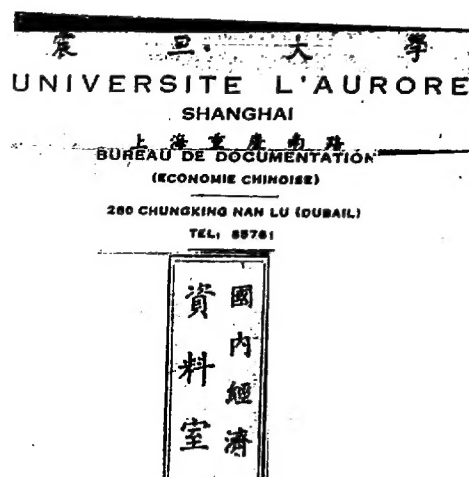 震旦大學
UNIVERSITE L'AURORE
SHANGHAI
上海重慶南路
BUREAU DE DOCUMENTATION
(ECONOMIE CHINOISE)
280 CHUNGKING NAN LU (DUBAIL)
TEL. 85781
國內經濟
資料室